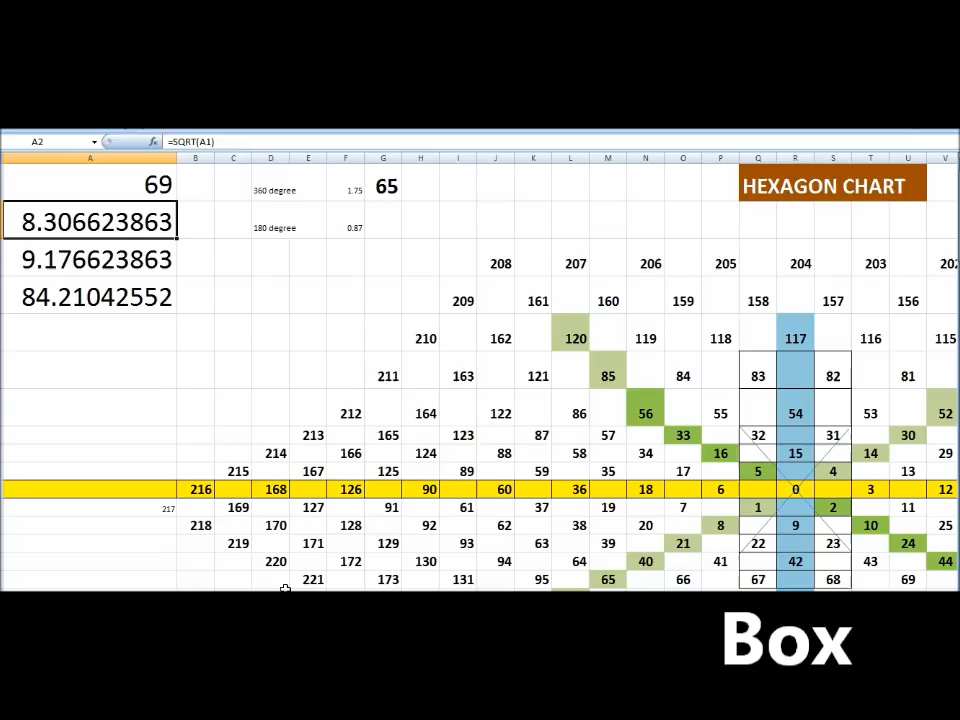 A2 fx =SQRT(A1)
A B C D E F G H I J K L M N O P Q R S T U V
69 360 degree 1.75 65 HEXAGON CHART
8.306623863 180 degree 0.87
9.176623863 208 207 206 205 204 203 202
84.21042552 209 161 160 159 158 157 156
210 162 120 119 118 117 116 115
211 163 121 85 84 83 82 81
212 164 122 86 56 55 54 53 52
213 165 123 87 57 33 32 31 30
214 166 124 88 58 34 16 15 14 29
215 167 125 89 59 35 17 5 4 13
216 168 126 90 60 36 18 6 0 3 12
217 169 127 91 61 37 19 7 1 2 11
218 170 128 92 62 38 20 8 9 10 25
219 171 129 93 63 39 21 22 23 24
220 172 130 94 64 40 41 42 43 44
221 173 131 95 65 66 67 68 69
Box